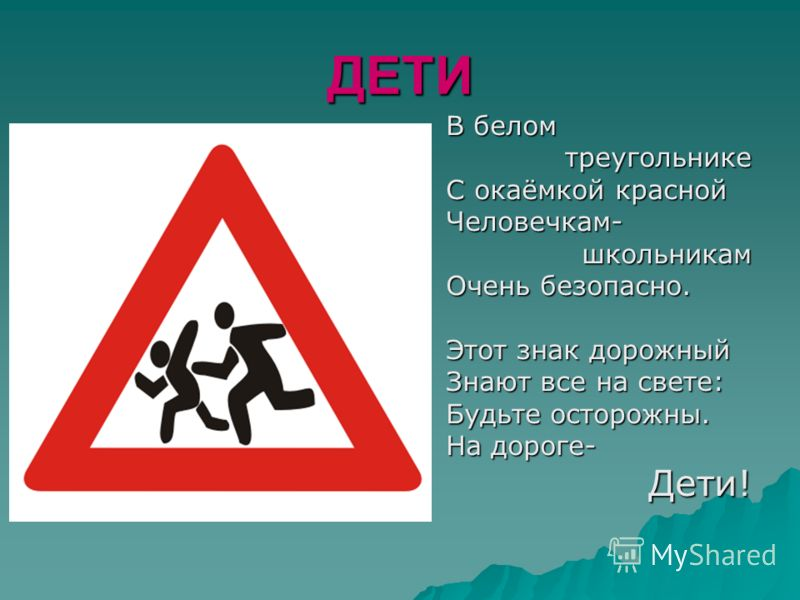 ДЕТИ
В белом
треугольнике
С окаёмкой красной
Человечкам-
школьникам
Очень безопасно.
Этот знак дорожный
Знают все на свете:
Будьте осторожны.
На дороге-
Дети!
MyShared